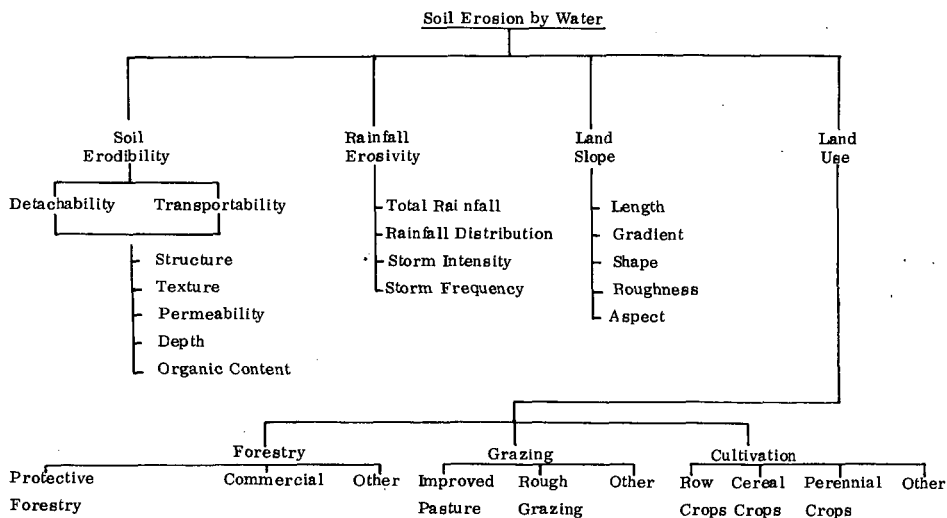 Soil Erosion by Water
Soil
Erodibility
Rainfall
Erosivity
Land
Slope
Land
Use
Detachability
Transportability
Structure
Texture
Permeability
Depth
Organic Content
Total Rainfall
Rainfall Distribution
Storm Intensity
Storm Frequency
Length
Gradient
Shape
Roughness
Aspect
Forestry
Grazing
Cultivation
Protective
Forestry
Commercial
Other
Improved
Pasture
Rough
Grazing
Other
Row
Crops
Cereal
Crops
Perennial
Crops
Other